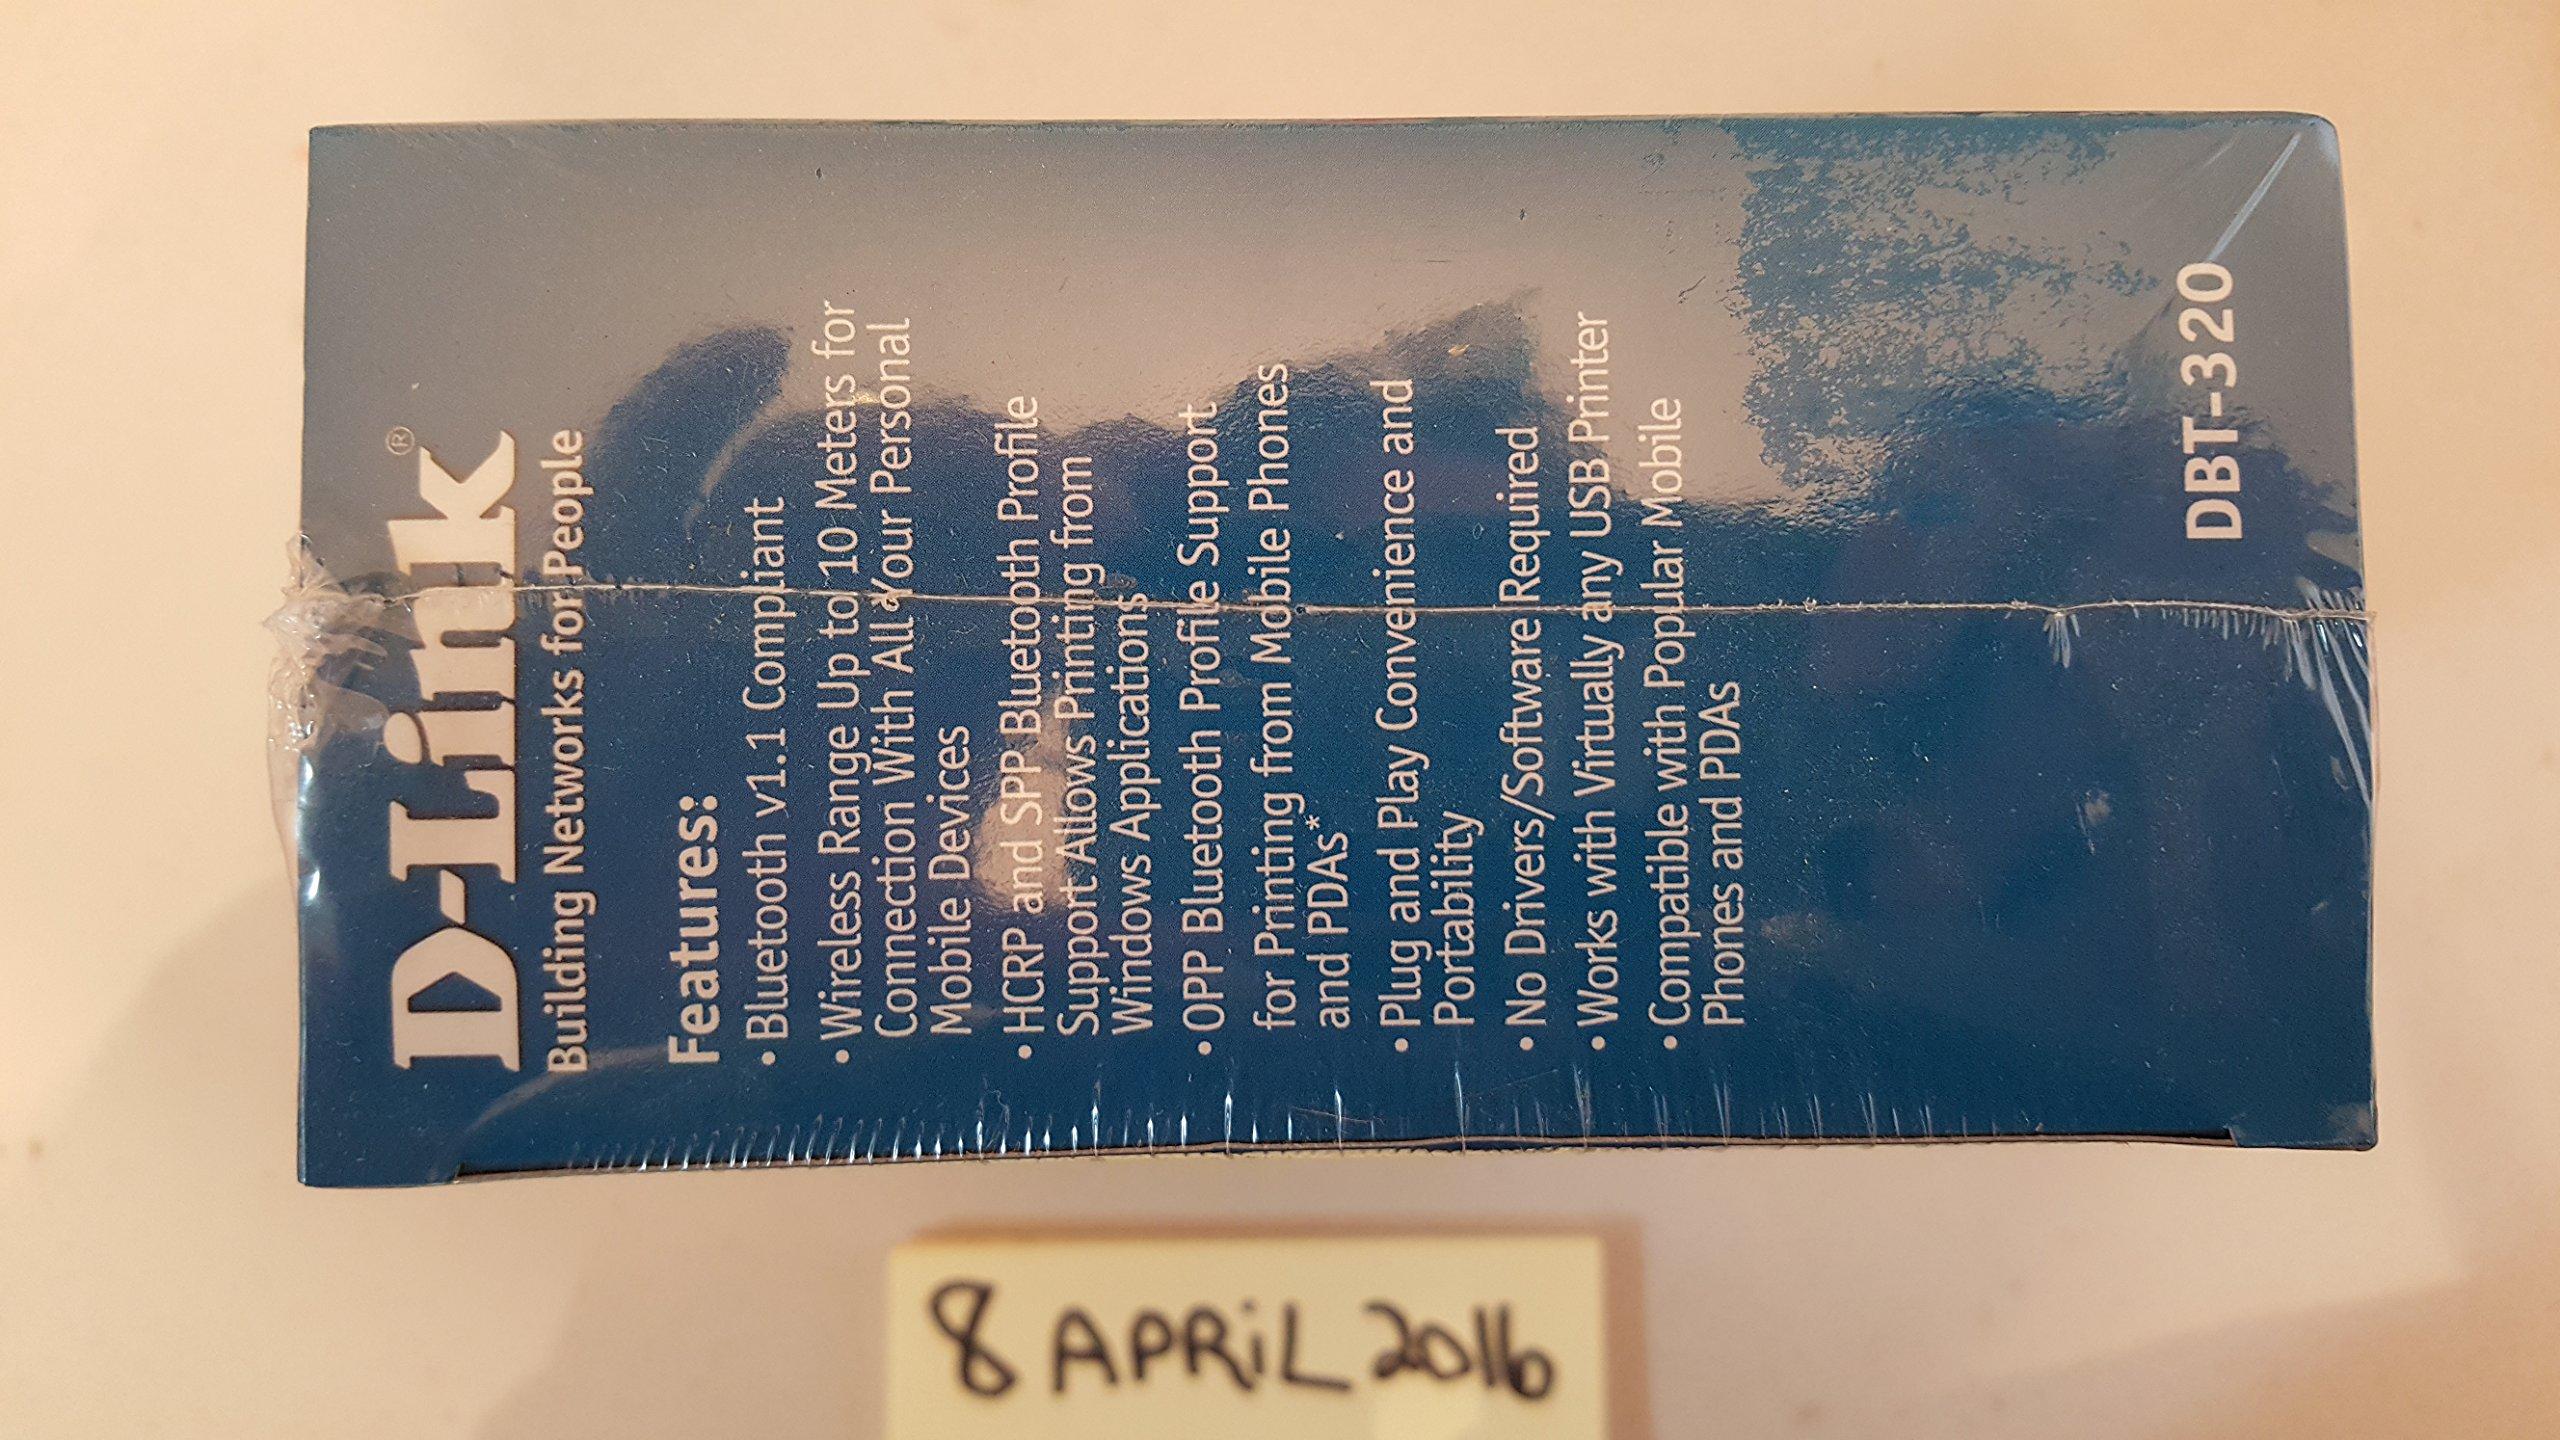 D-Link®
Building Networks for People
Features:
• Bluetooth v1.1 Compliant
• Wireless Range Up to 10 Meters for
Connection With All Your Personal
Mobile Devices
• HCRP and SPP Bluetooth Profile
Support Allows Printing from
Windows Applications
• OPP Bluetooth Profile Support
for Printing from Mobile Phones
and PDAs*
• Plug and Play Convenience and
Portability
• No Drivers/Software Required
• Works with Virtually any USB Printer
• Compatible with Popular Mobile
Phones and PDAs
DBT-320
8 APRiL 2016